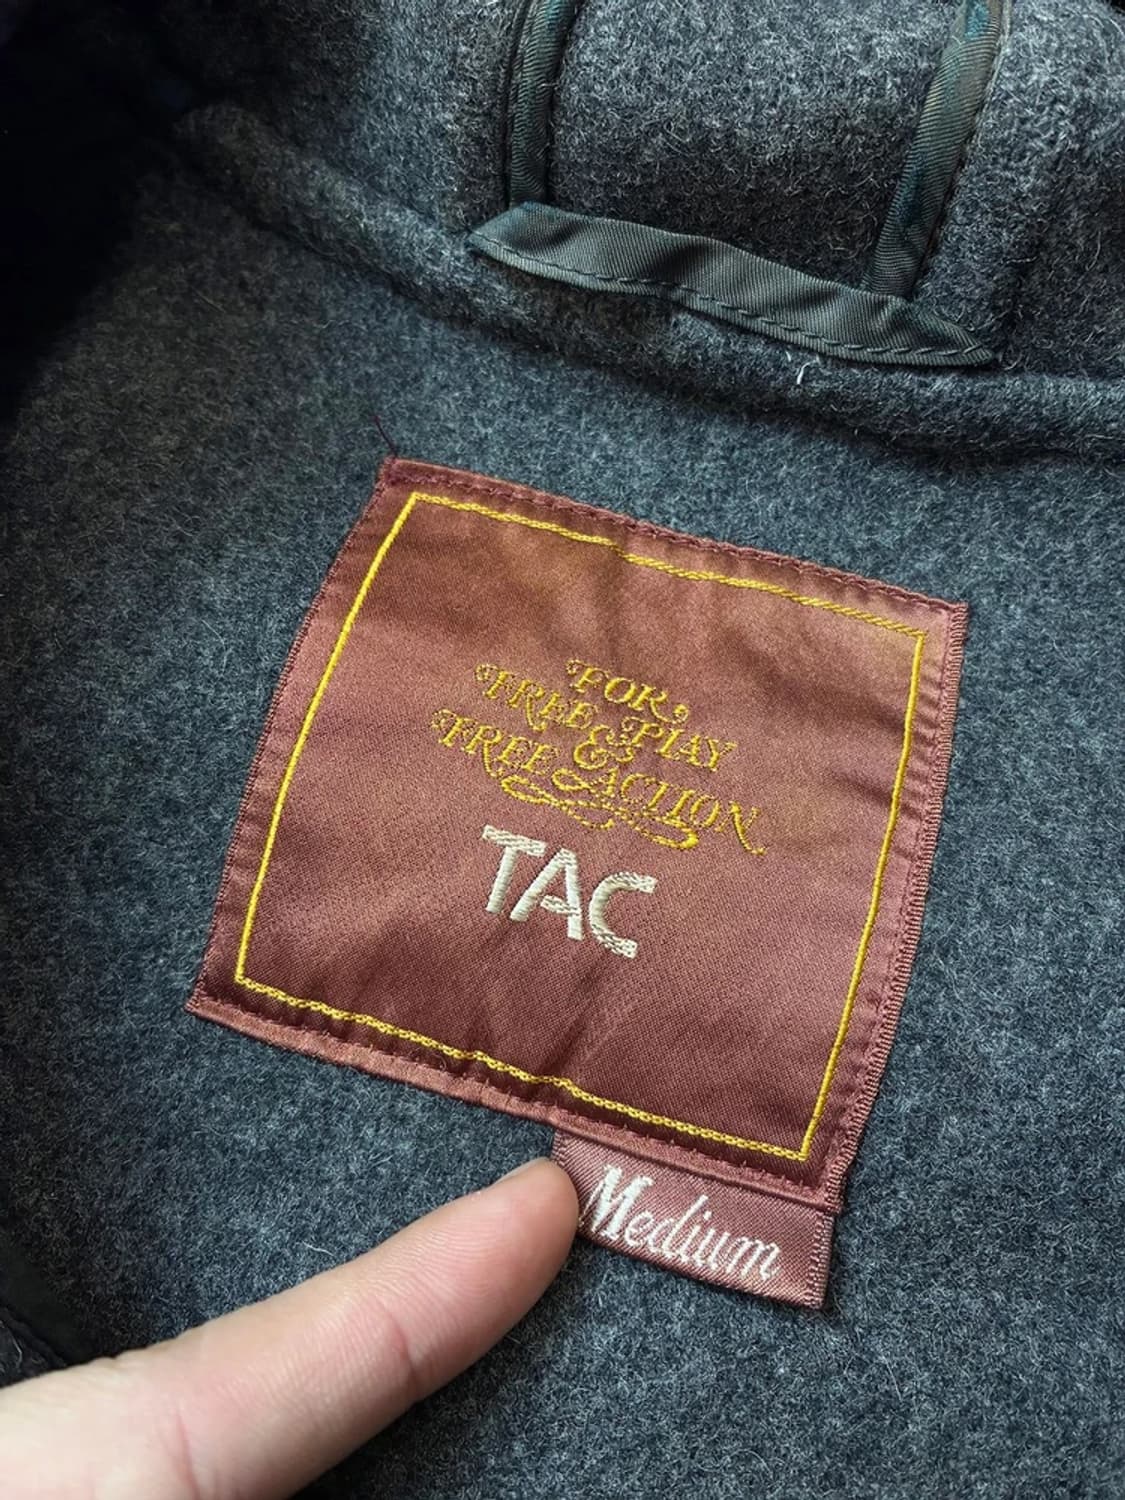 FOR
FREE PLAY
&
FREE ACTION
TAC
Medium